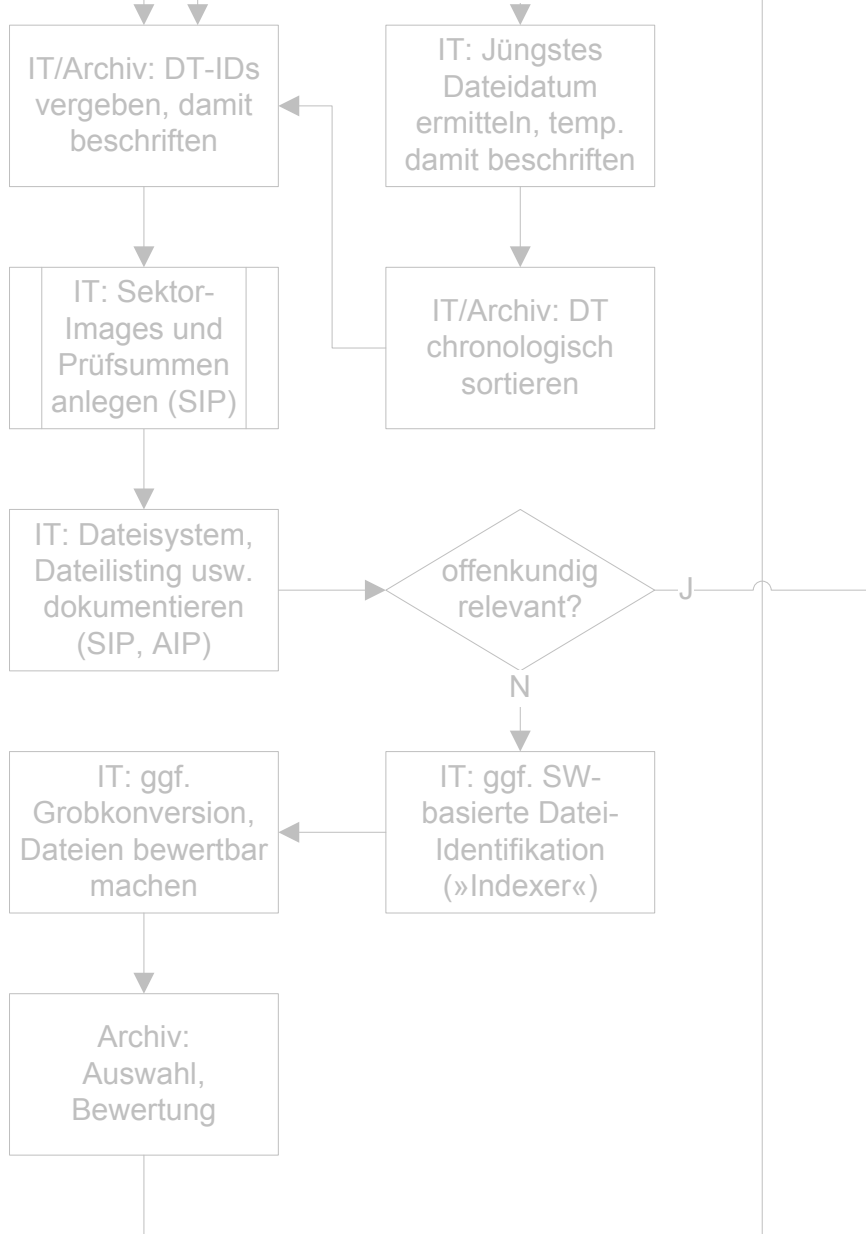 IT/Archiv: DT-IDs
vergeben, damit
beschriften
IT: Jüngstes
Dateidatum
ermitteln, temp.
damit beschriften
IT: Sektor-
Images und
Prüfsummen
anlegen (SIP)
IT/Archiv: DT
chronologisch
sortieren
IT: Dateisystem,
Dateilisting usw.
dokumentieren
(SIP, AIP)
offenkundig
relevant?
J
N
IT: ggf.
Grobkonversion,
Dateien bewertbar
machen
IT: ggf. SW-
basierte Datei-
Identifikation
(»Indexer«)
Archiv:
Auswahl,
Bewertung